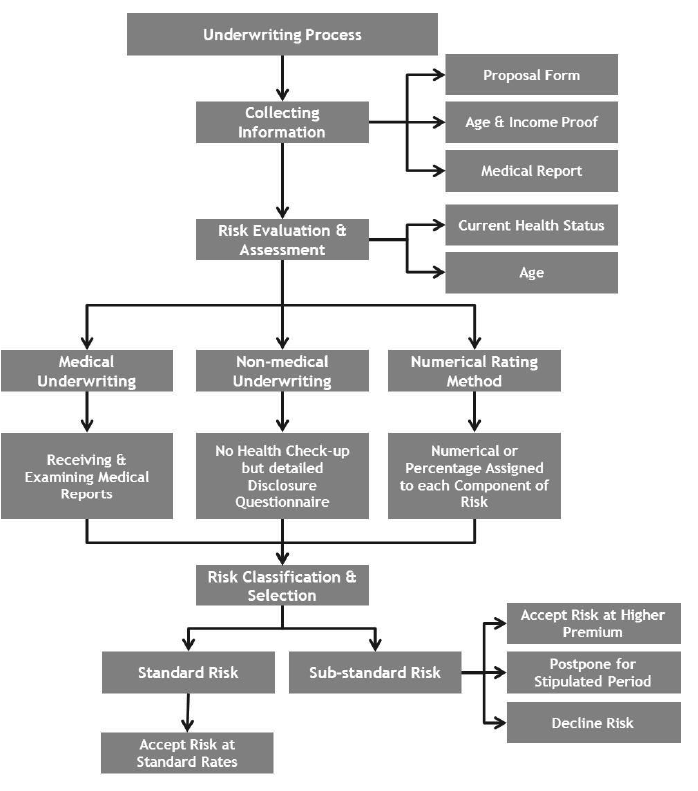 Underwriting Process
Collecting
Information
Proposal Form
Age & Income Proof
Medical Report
Risk Evaluation &
Assessment
Current Health Status
Age
Medical
Underwriting
Non-medical
Underwriting
Numerical Rating
Method
Receiving &
Examining Medical
Reports
No Health Check-up
but detailed
Disclosure
Questionnaire
Numerical or
Percentage Assigned
to each Component of
Risk
Risk Classification &
Selection
Standard Risk
Sub-standard Risk
Accept Risk at Higher
Premium
Postpone for
Stipulated Period
Decline Risk
Accept Risk at
Standard Rates